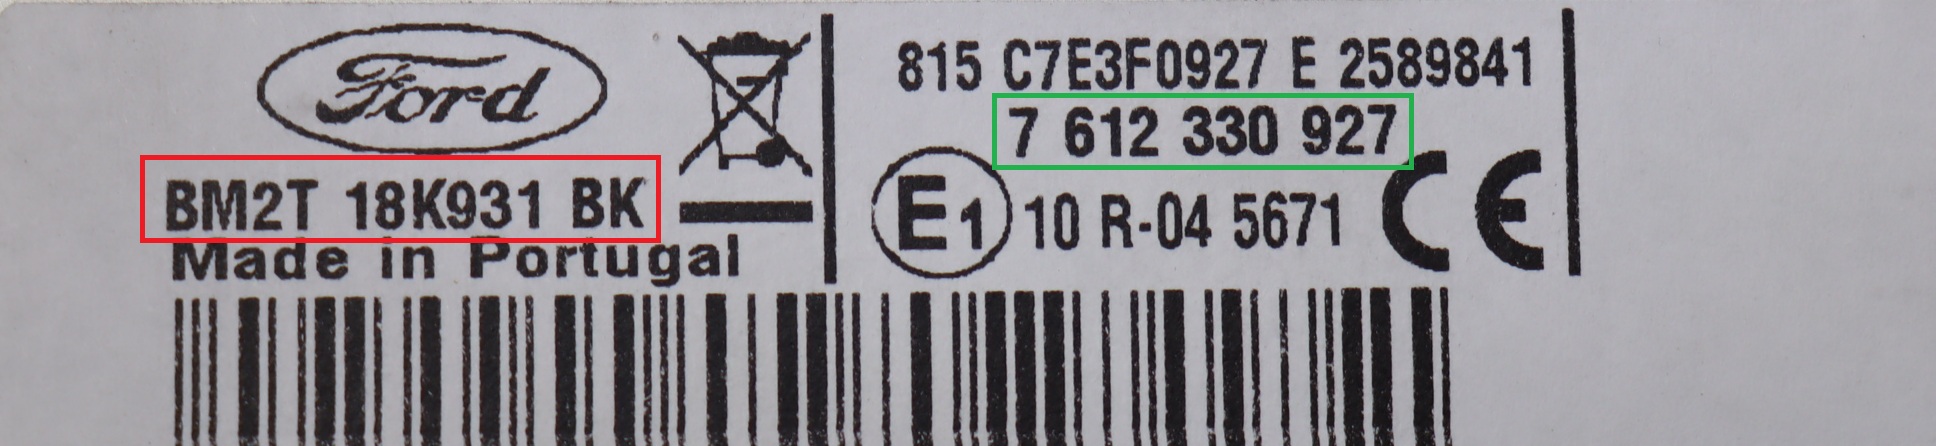 Ford
BM2T 18K931 BK
Made in Portugal
815 C7E3F0927 E 2589841
7 612 330 927
E1 10 R-04 5671 CE